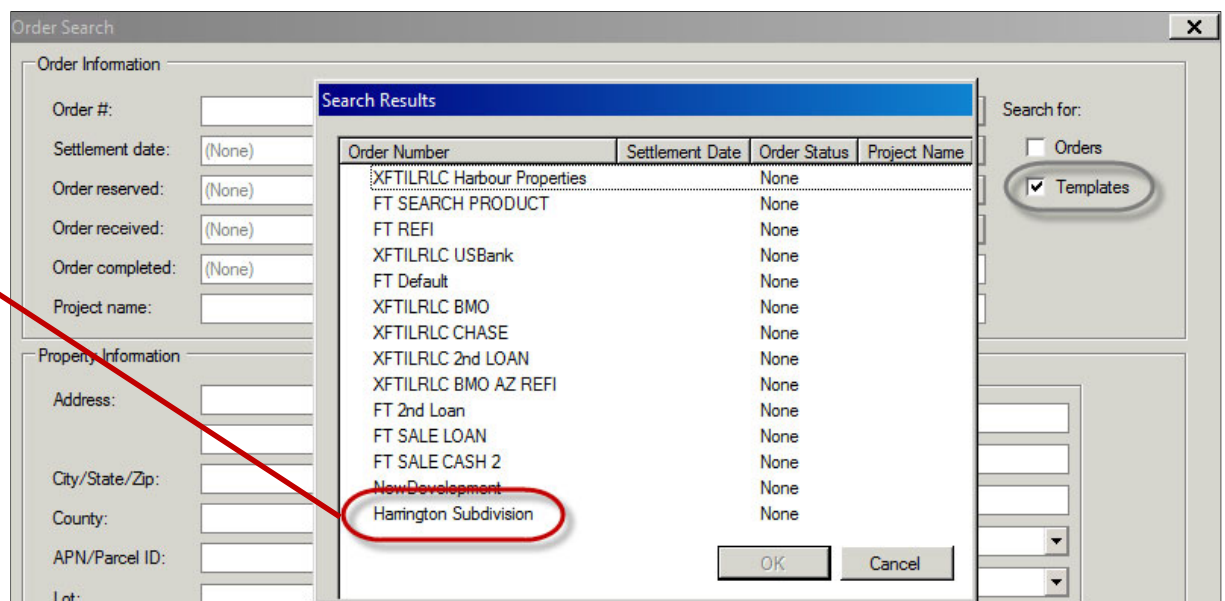 Order Search
Order Information
Order #:
Settlement date: (None)
Order reserved: (None)
Order received: (None)
Order completed: (None)
Project name:
Search for:
Orders
Templates
Property Information
Address:
City/State/Zip:
County:
APN/Parcel ID:
Lot:
Search Results
Order Number Settlement Date Order Status Project Name
XFTILRLC Harbour Properties None
FT SEARCH PRODUCT None
FT REFI None
XFTILRLC USBank None
FT Default None
XFTILRLC BMO None
XFTILRLC CHASE None
XFTILRLC 2nd LOAN None
XFTILRLC BMO AZ REFI None
FT 2nd Loan None
FT SALE LOAN None
FT SALE CASH 2 None
NewDevelopment None
Harrington Subdivision None
OK Cancel